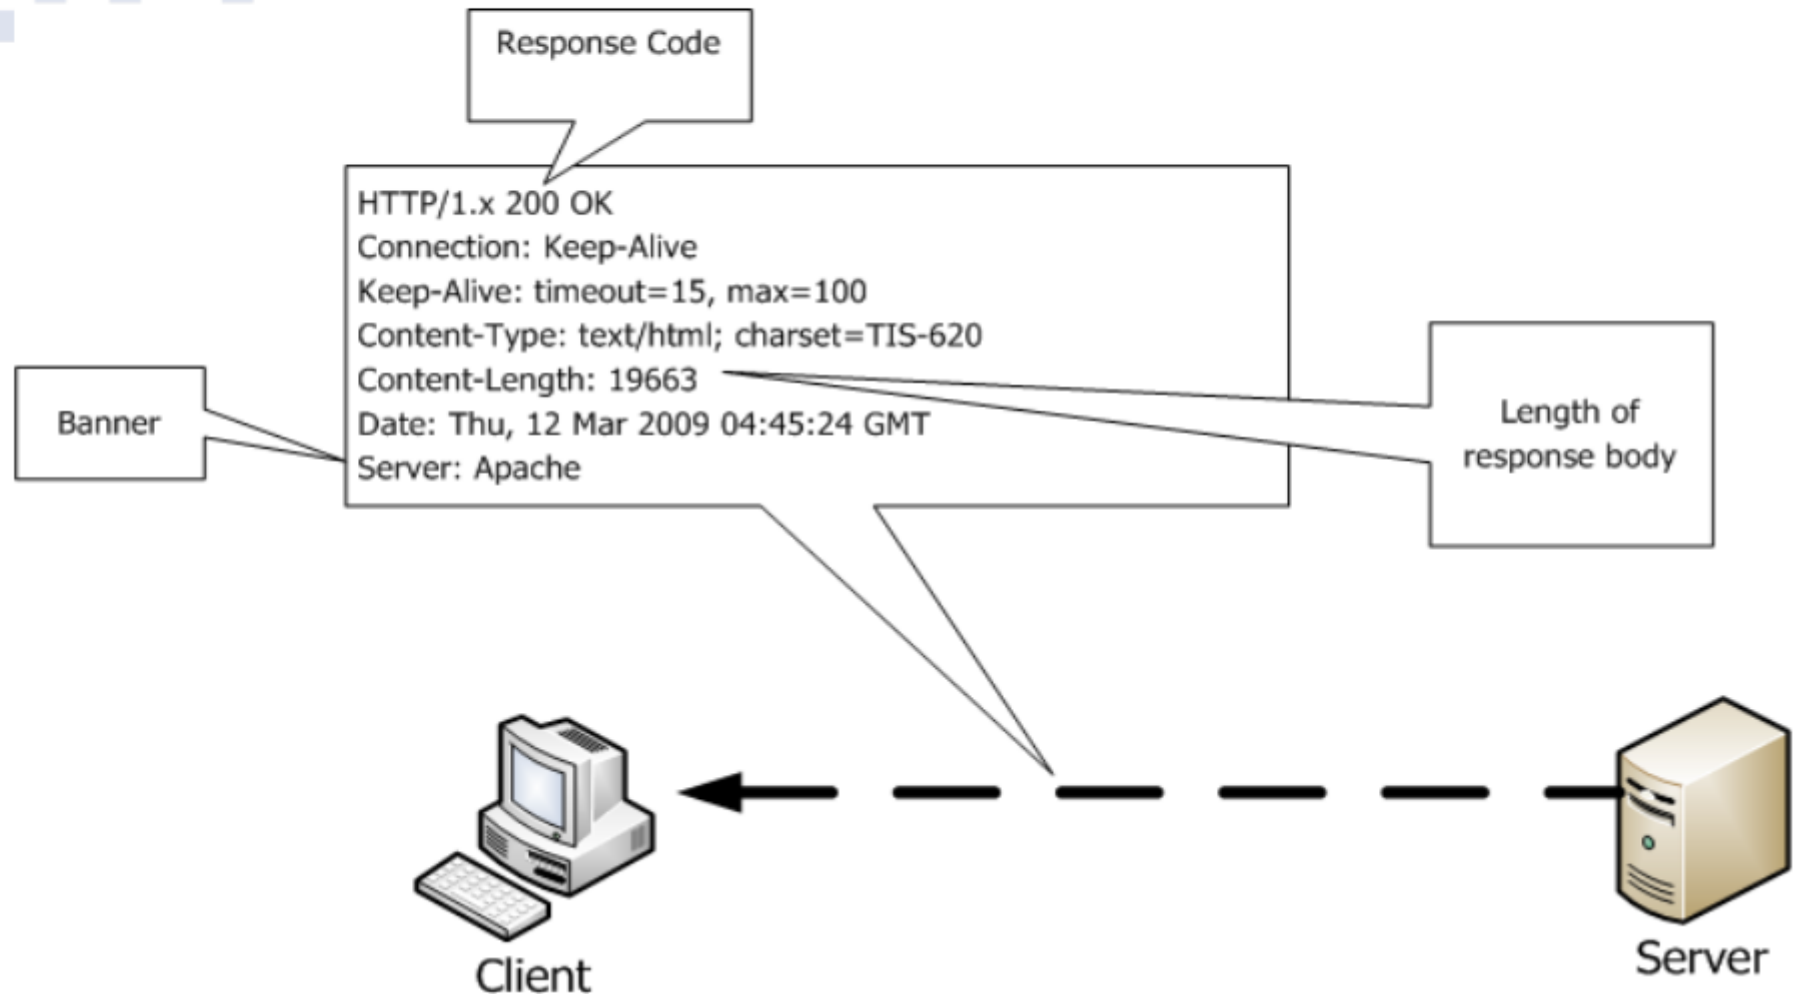 Response Code
HTTP/1.x 200 OK
Connection: Keep-Alive
Keep-Alive: timeout=15, max=100
Content-Type: text/html; charset=TIS-620
Content-Length: 19663
Date: Thu, 12 Mar 2009 04:45:24 GMT
Server: Apache
Banner
Length of
response body
Client
Server